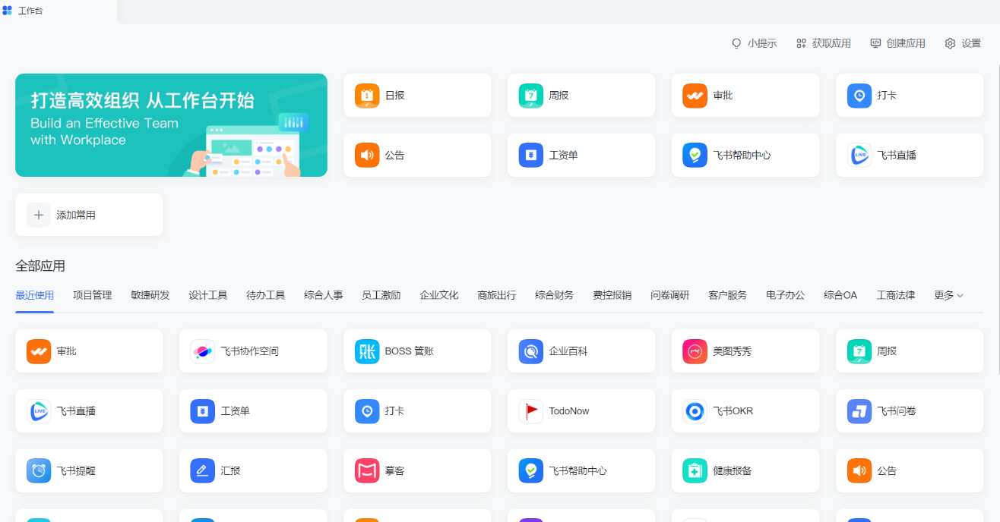 工作台
小提示
获取应用
创建应用
设置
打造高效组织 从工作台开始
Build an Effective Team
with Workplace
日报
周报
审批
打卡
公告
工资单
飞书帮助中心
飞书直播
添加常用
全部应用
最近使用
项目管理
敏捷研发
设计工具
待办工具
综合人事
员工激励
企业文化
商旅出行
综合财务
费控报销
问卷调研
客户服务
电子办公
综合OA
工商法律
更多
审批
飞书协作空间
BOSS 管账
企业百科
美图秀秀
周报
飞书直播
工资单
打卡
TodoNow
飞书OKR
飞书问卷
飞书提醒
汇报
摹客
飞书帮助中心
健康报备
公告